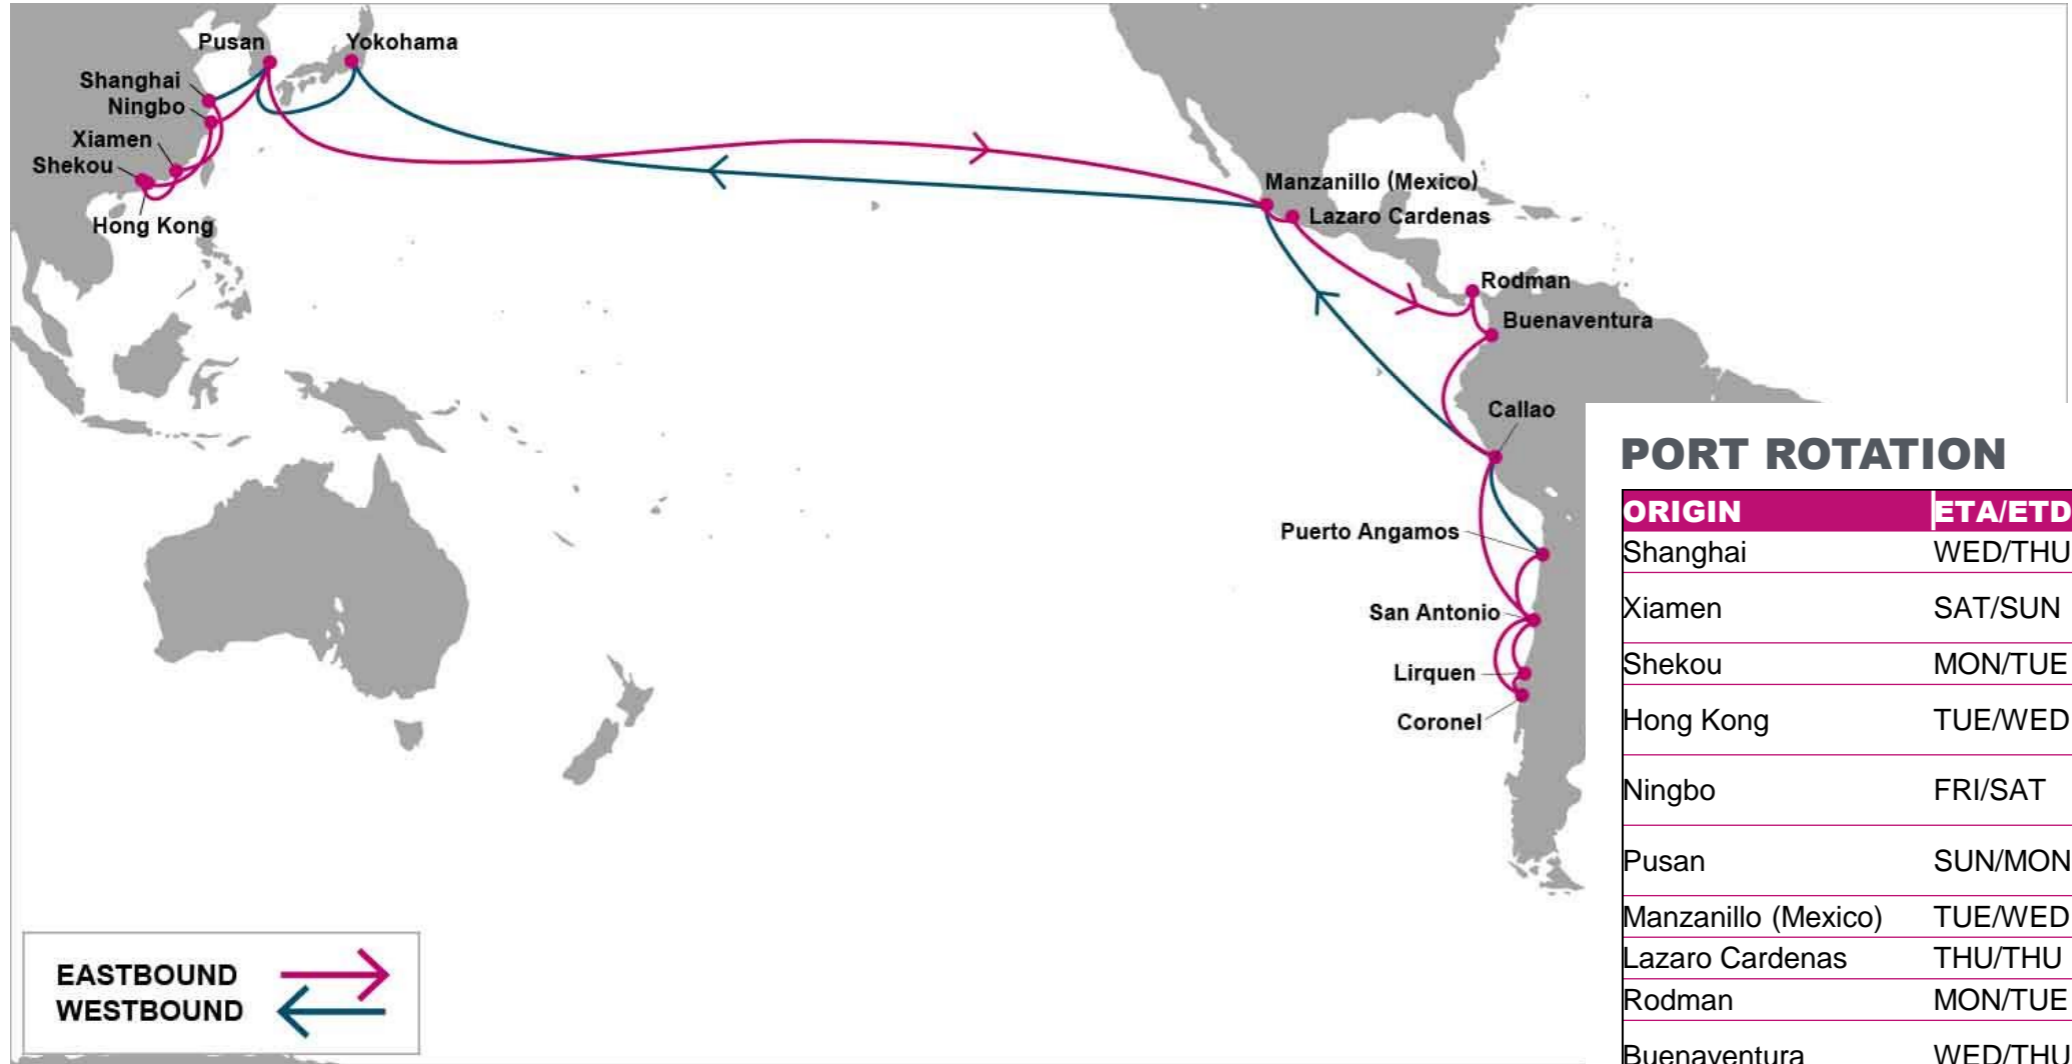 Pusan
Yokohama
Shanghai
Ningbo
Xiamen
Shekou
Hong Kong
Manzanillo (Mexico)
Lazaro Cardenas
Rodman
Buenaventura
Callao
Puerto Angamos
San Antonio
Lirquen
Coronel
EASTBOUND
WESTBOUND
PORT ROTATION
ORIGIN ETA/ETD
Shanghai WED/THU
Xiamen SAT/SUN
Shekou MON/TUE
Hong Kong TUE/WED
Ningbo FRI/SAT
Pusan SUN/MON
Manzanillo (Mexico) TUE/WED
Lazaro Cardenas THU/THU
Rodman MON/TUE
Buenaventura WED/THU